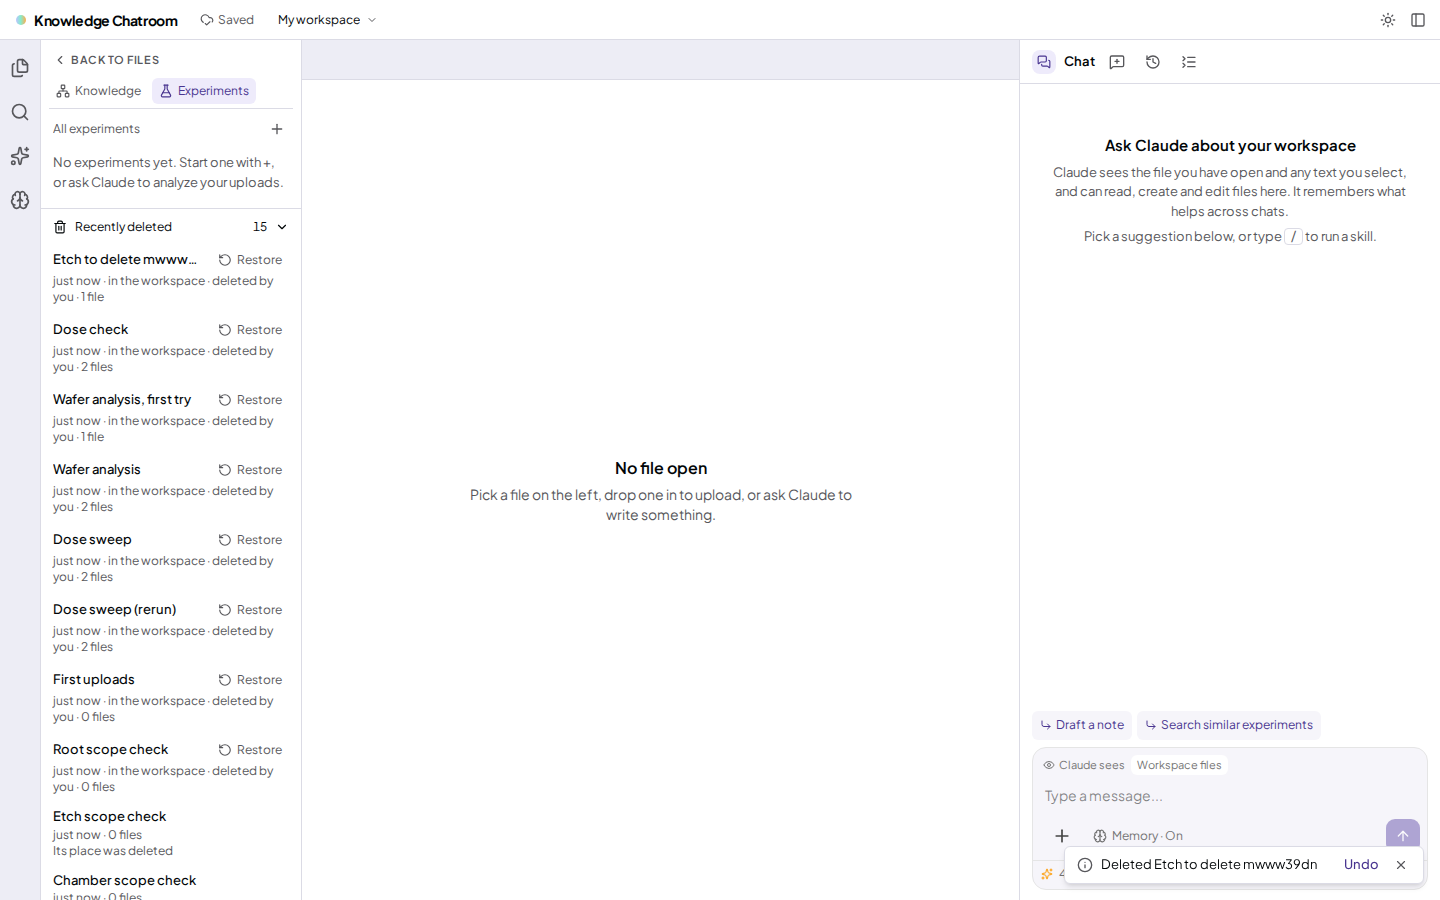 Knowledge Chatroom
Saved
My workspace
BACK TO FILES
Knowledge
Experiments
All experiments
No experiments yet. Start one with +,
or ask Claude to analyze your uploads.
Recently deleted
15
Etch to delete mwww...
Restore
just now · in the workspace · deleted by
you · 1 file
Dose check
Restore
just now · in the workspace · deleted by
you · 2 files
Wafer analysis, first try
Restore
just now · in the workspace · deleted by
you · 1 file
Wafer analysis
Restore
just now · in the workspace · deleted by
you · 2 files
Dose sweep
Restore
just now · in the workspace · deleted by
you · 2 files
Dose sweep (rerun)
Restore
just now · in the workspace · deleted by
you · 2 files
First uploads
Restore
just now · in the workspace · deleted by
you · 0 files
Root scope check
Restore
just now · in the workspace · deleted by
you · 0 files
Etch scope check
just now · 0 files
Its place was deleted
Chamber scope check
just now · 0 files
No file open
Pick a file on the left, drop one in to upload, or ask Claude to
write something.
Chat
Ask Claude about your workspace
Claude sees the file you have open and any text you select,
and can read, create and edit files here. It remembers what
helps across chats.
Pick a suggestion below, or type / to run a skill.
Draft a note
Search similar experiments
Claude sees
Workspace files
Type a message...
Memory · On
Deleted Etch to delete mwww39dn
Undo